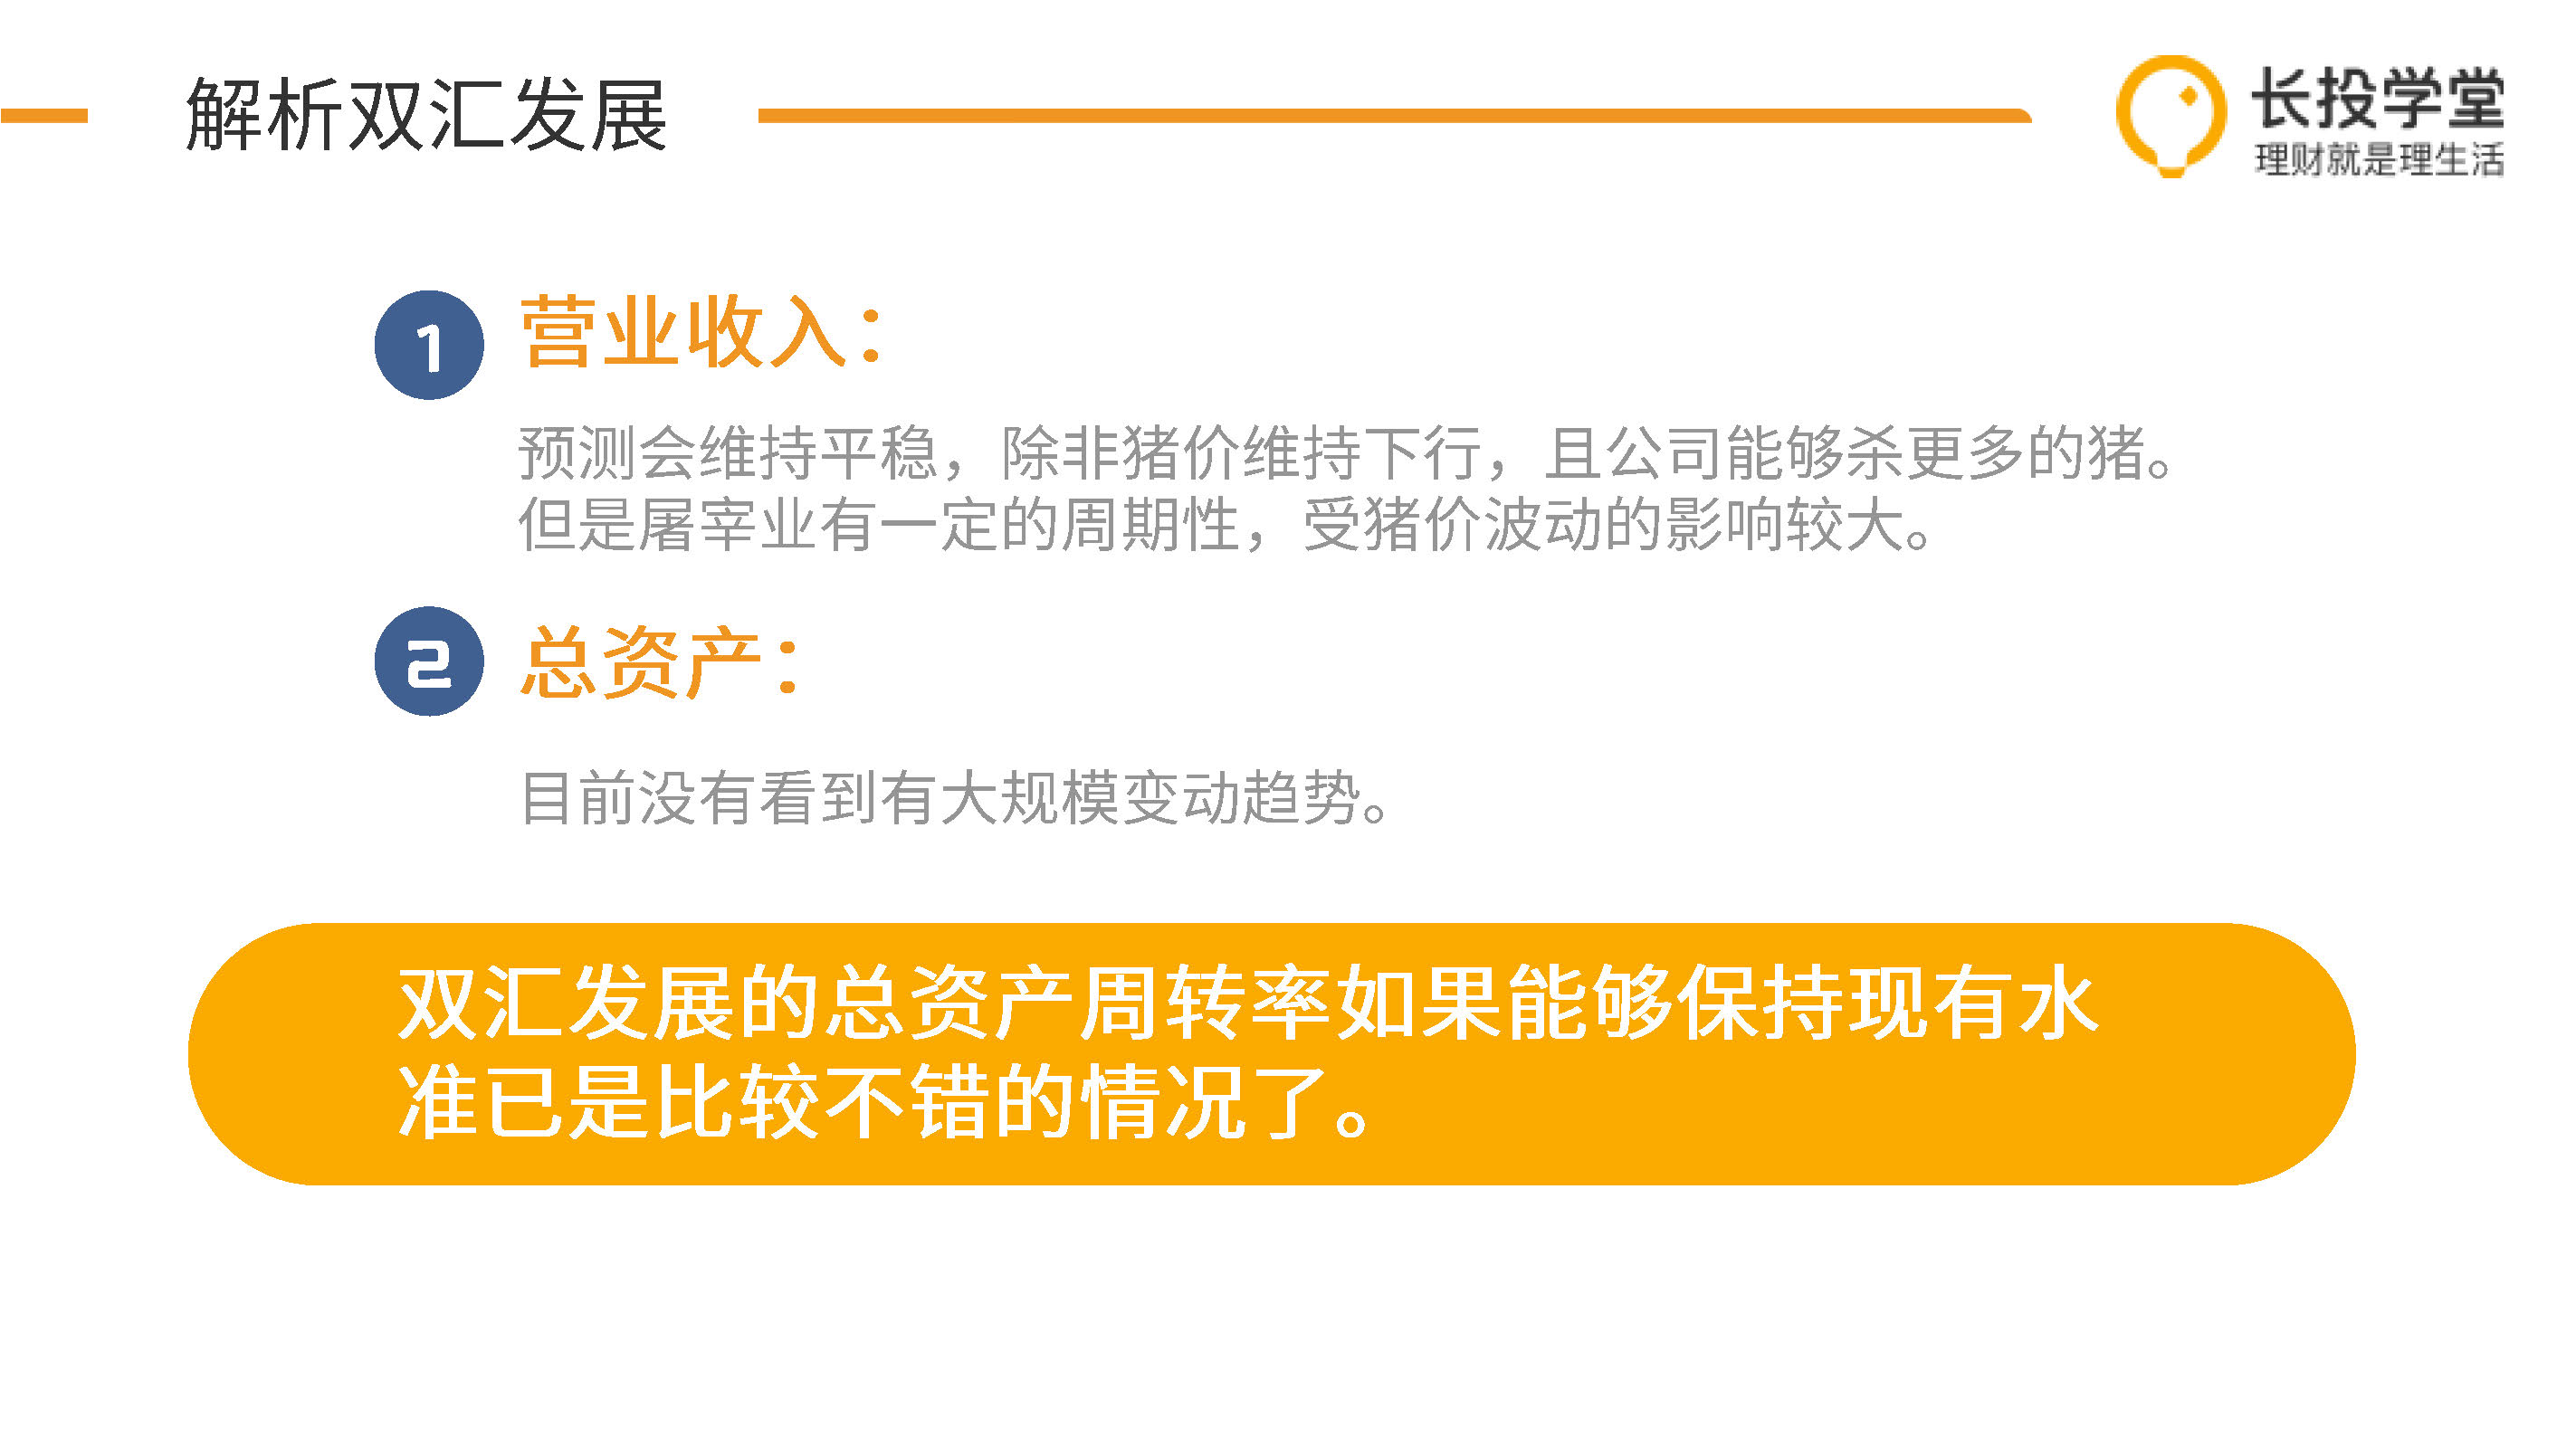 解析双汇发展
长投学堂
理财就是理生活
1 营业收入：
预测会维持平稳，除非猪价维持下行，且公司能够杀更多的猪。
但是屠宰业有一定的周期性，受猪价波动的影响较大。
2 总资产：
目前没有看到有大规模变动趋势。
双汇发展的总资产周转率如果能够保持现有水
准已是比较不错的情况了。